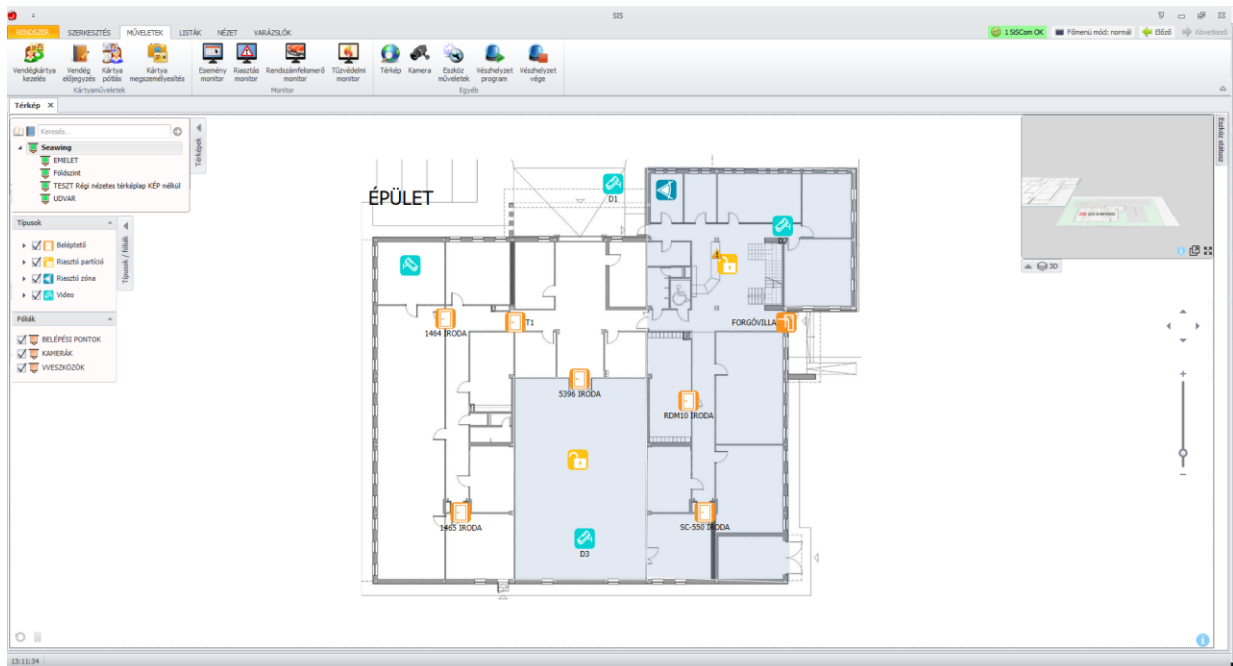 SIS
RENDSZER SZERKESZTÉS MŰVELETEK LISTÁK NÉZET VARÁZSLÓK
1 SiSCom OK Főmenü mód: normál Előző Következő
Vendégkártya kezelés
Vendég előjegyzés
Kártya pótlás
Kártya megszemélyesítés
Kártyaműveletek
Esemény monitor
Riasztás monitor
Rendszámfelismerő monitor
Tűzvédelmi monitor
Monitor
Térkép
Kamera
Eszköz műveletek
Vészhelyzet program
Vészhelyzet vége
Egyéb
Térkép X
Keresés...
Térképek
Seawing
EMELET
Földszint
TESZT Régi nézetes térképlap KÉP nélkül
UDVAR
Típusok
Típusok / fóliák
Beléptető
Riasztó partíció
Riasztó zóna
Video
Fóliák
BELÉPÉSI PONTOK
KAMERÁK
VVESZKÖZÖK
Eszköz státusz
3D
ÉPÜLET
D1
1464 IRODA
T1
FORGÓVILLA
5396 IRODA
RDM10 IRODA
1465 IRODA
SC-550 IRODA
D3
13:11:34